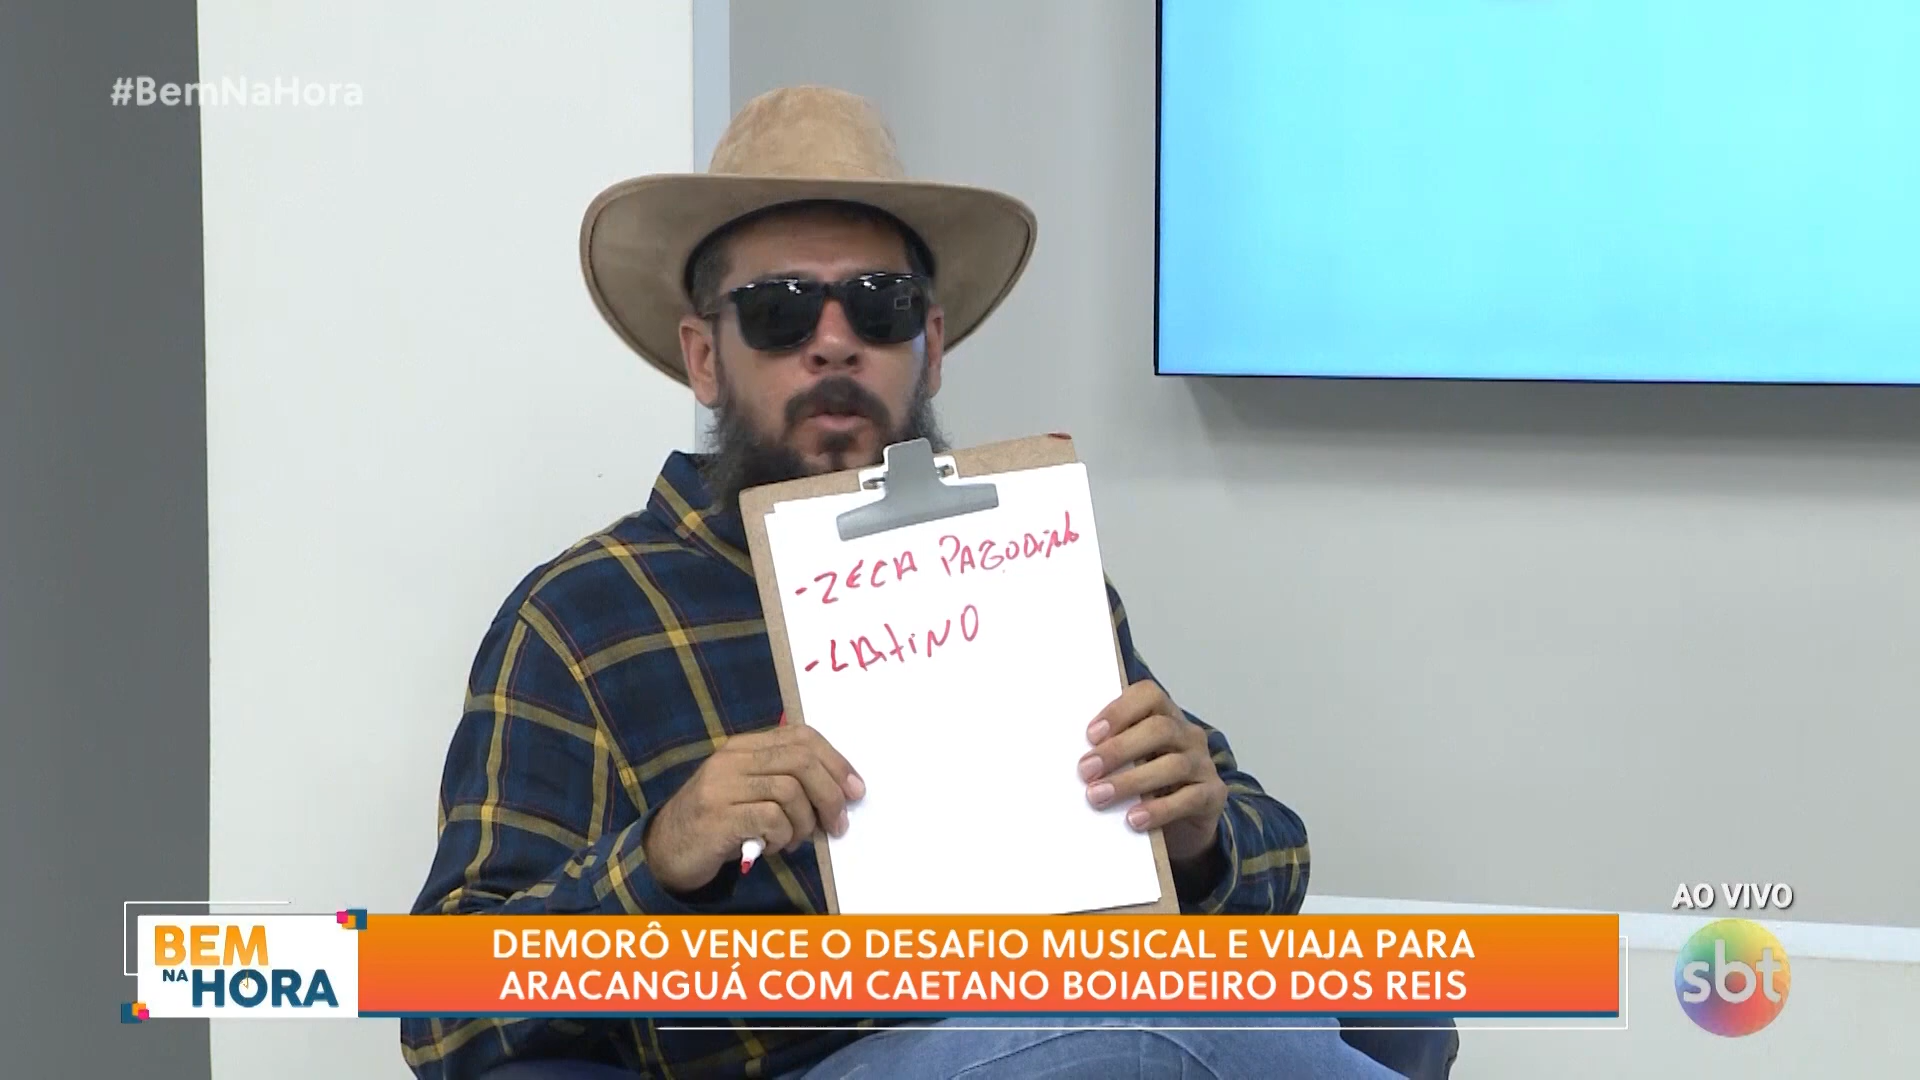 #BemNaHora
-ZECA PAGODINHO
-LATINO
AO VIVO
BEM
NA HORA
DEMORÔ VENCE O DESAFIO MUSICAL E VIAJA PARA
ARACANGUÁ COM CAETANO BOIADEIRO DOS REIS
sbt